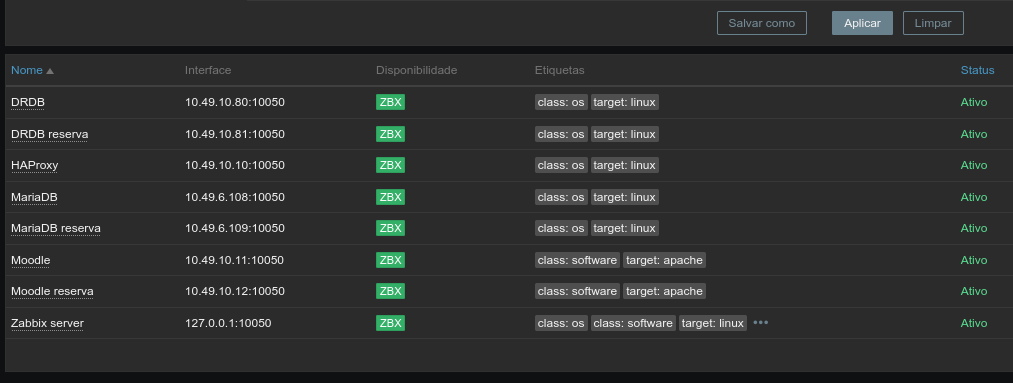 Salvar como Aplicar Limpar
Nome Interface Disponibilidade Etiquetas Status
DRDB 10.49.10.80:10050 ZBX class: os target: linux Ativo
DRDB reserva 10.49.10.81:10050 ZBX class: os target: linux Ativo
HAProxy 10.49.10.10:10050 ZBX class: os target: linux Ativo
MariaDB 10.49.6.108:10050 ZBX class: os target: linux Ativo
MariaDB reserva 10.49.6.109:10050 ZBX class: os target: linux Ativo
Moodle 10.49.10.11:10050 ZBX class: software target: apache Ativo
Moodle reserva 10.49.10.12:10050 ZBX class: software target: apache Ativo
Zabbix server 127.0.0.1:10050 ZBX class: os class: software target: linux ••• Ativo